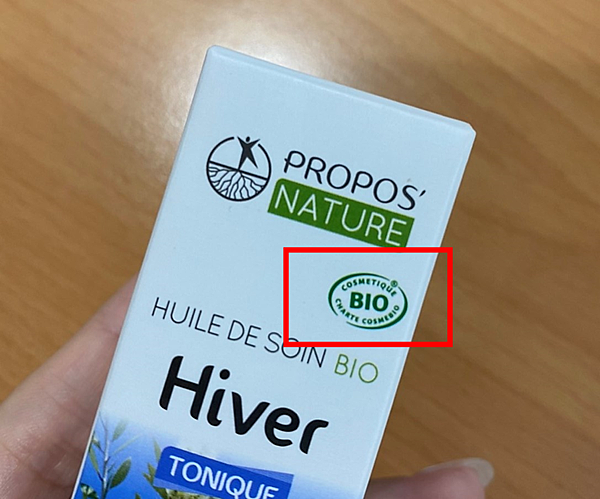 PROPOS'
NATURE
COSMETIQUE
BIO
CHARTE COSMEBIO
®
HUILE DE SOIN BIO
Hiver
TONIQUE